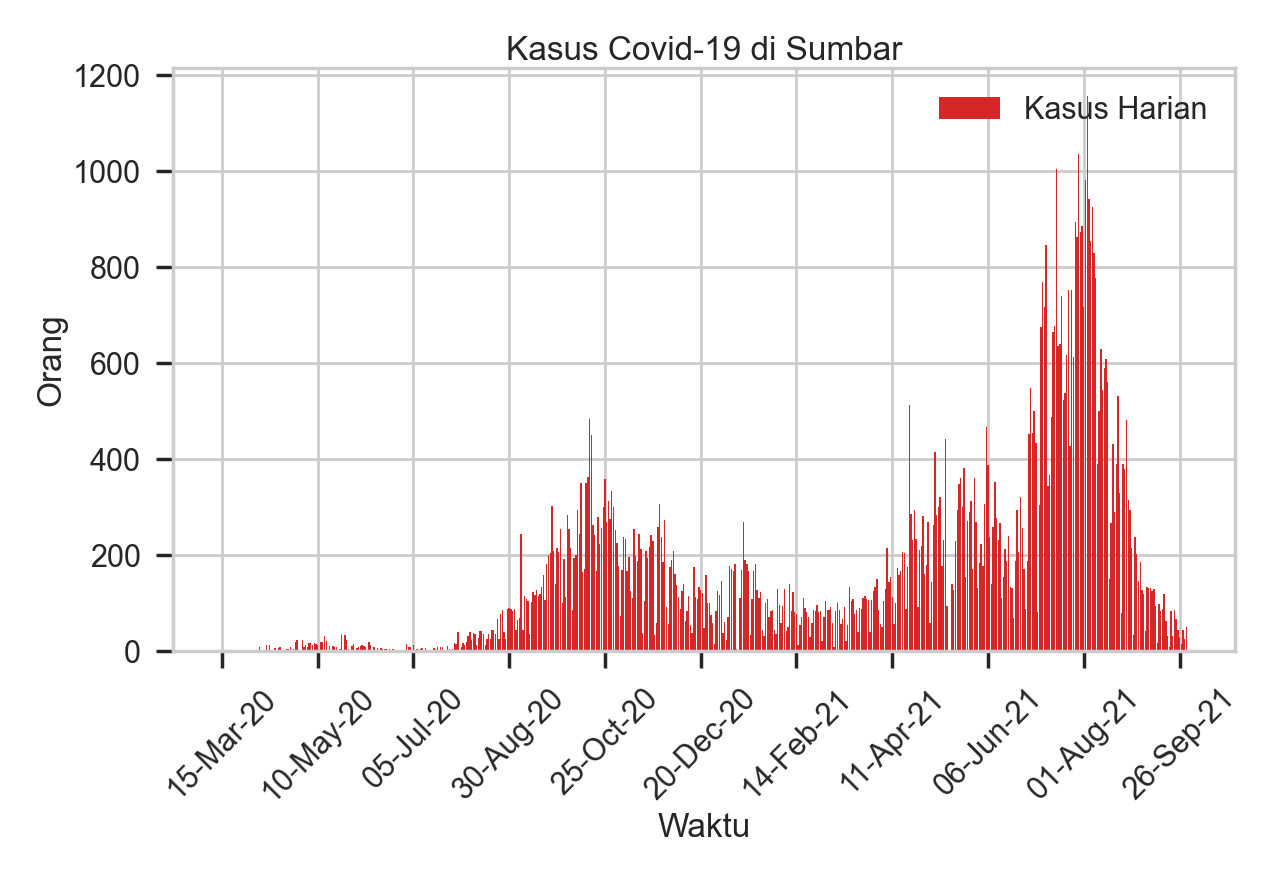 Kasus Covid-19 di Sumbar
Kasus Harian
1200
1000
800
600
400
200
0
Orang
15-Mar-20
10-May-20
05-Jul-20
30-Aug-20
25-Oct-20
20-Dec-20
14-Feb-21
11-Apr-21
06-Jun-21
01-Aug-21
26-Sep-21
Waktu